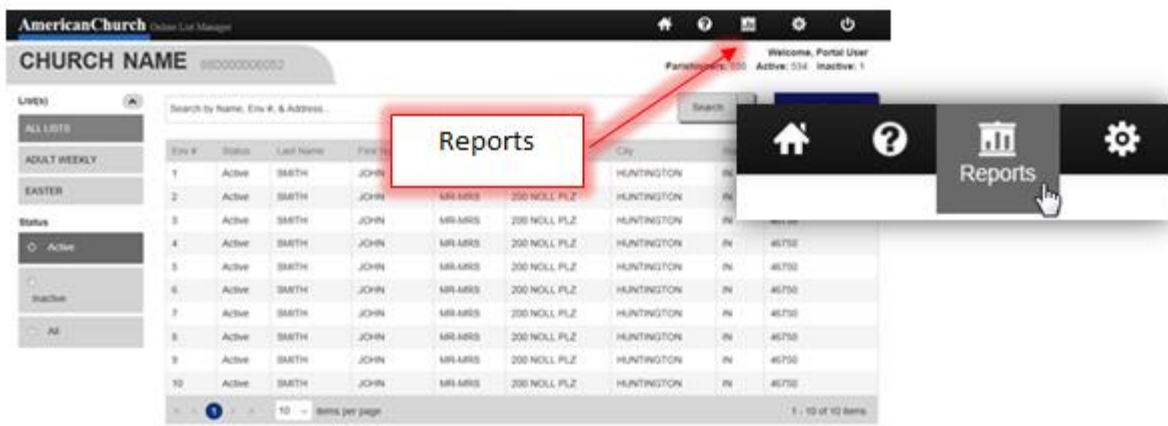 AmericanChurch Online List Manager
CHURCH NAME
Welcome, Portal User
Parishioners: Active: 534 Inactive: 1
List(s)
ALL LISTS
ADULT WEEKLY
EASTER
Status
Active
Inactive
All
Search by Name, Env #, & Address...
Search
Reports
Reports
Env # Status Last Name City
1 Active SMITH JOHN HUNTINGTON IN
2 Active SMITH JOHN MR-MRS 200 NOLL PLZ HUNTINGTON IN
3 Active SMITH JOHN MR-MRS 200 NOLL PLZ HUNTINGTON IN 46750
4 Active SMITH JOHN MR-MRS 200 NOLL PLZ HUNTINGTON IN 46750
5 Active SMITH JOHN MR-MRS 200 NOLL PLZ HUNTINGTON IN 46750
6 Active SMITH JOHN MR-MRS 200 NOLL PLZ HUNTINGTON IN 46750
7 Active SMITH JOHN MR-MRS 200 NOLL PLZ HUNTINGTON IN 46750
8 Active SMITH JOHN MR-MRS 200 NOLL PLZ HUNTINGTON IN 46750
9 Active SMITH JOHN MR-MRS 200 NOLL PLZ HUNTINGTON IN 46750
10 Active SMITH JOHN MR-MRS 200 NOLL PLZ HUNTINGTON IN 46750
1 10 items per page 1 - 10 of 10 items